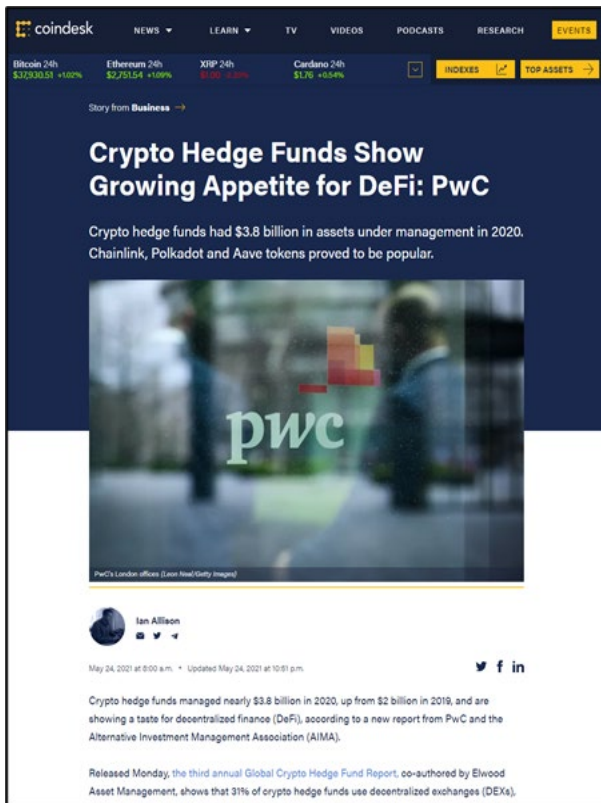 coindesk
NEWS LEARN TV VIDEOS PODCASTS RESEARCH EVENTS
Bitcoin 24h Ethereum 24h XRP 24h Cardano 24h
$37,930.51 +1.02% $2,751.54 +1.09% $1.76 +0.54% INDEXES TOP ASSETS
Story from Business
Crypto Hedge Funds Show
Growing Appetite for DeFi: PwC
Crypto hedge funds had $3.8 billion in assets under management in 2020.
Chainlink, Polkadot and Aave tokens proved to be popular.
pwc
PwC's London offices (Leon Neal/Getty Images)
Ian Allison
May 24, 2021 at 8:00 a.m. • Updated May 24, 2021 at 10:51 p.m.
Crypto hedge funds managed nearly $3.8 billion in 2020, up from $2 billion in 2019, and are
showing a taste for decentralized finance (DeFi), according to a new report from PwC and the
Alternative Investment Management Association (AIMA).
Released Monday, the third annual Global Crypto Hedge Fund Report, co-authored by Elwood
Asset Management, shows that 31% of crypto hedge funds use decentralized exchanges (DEXs),